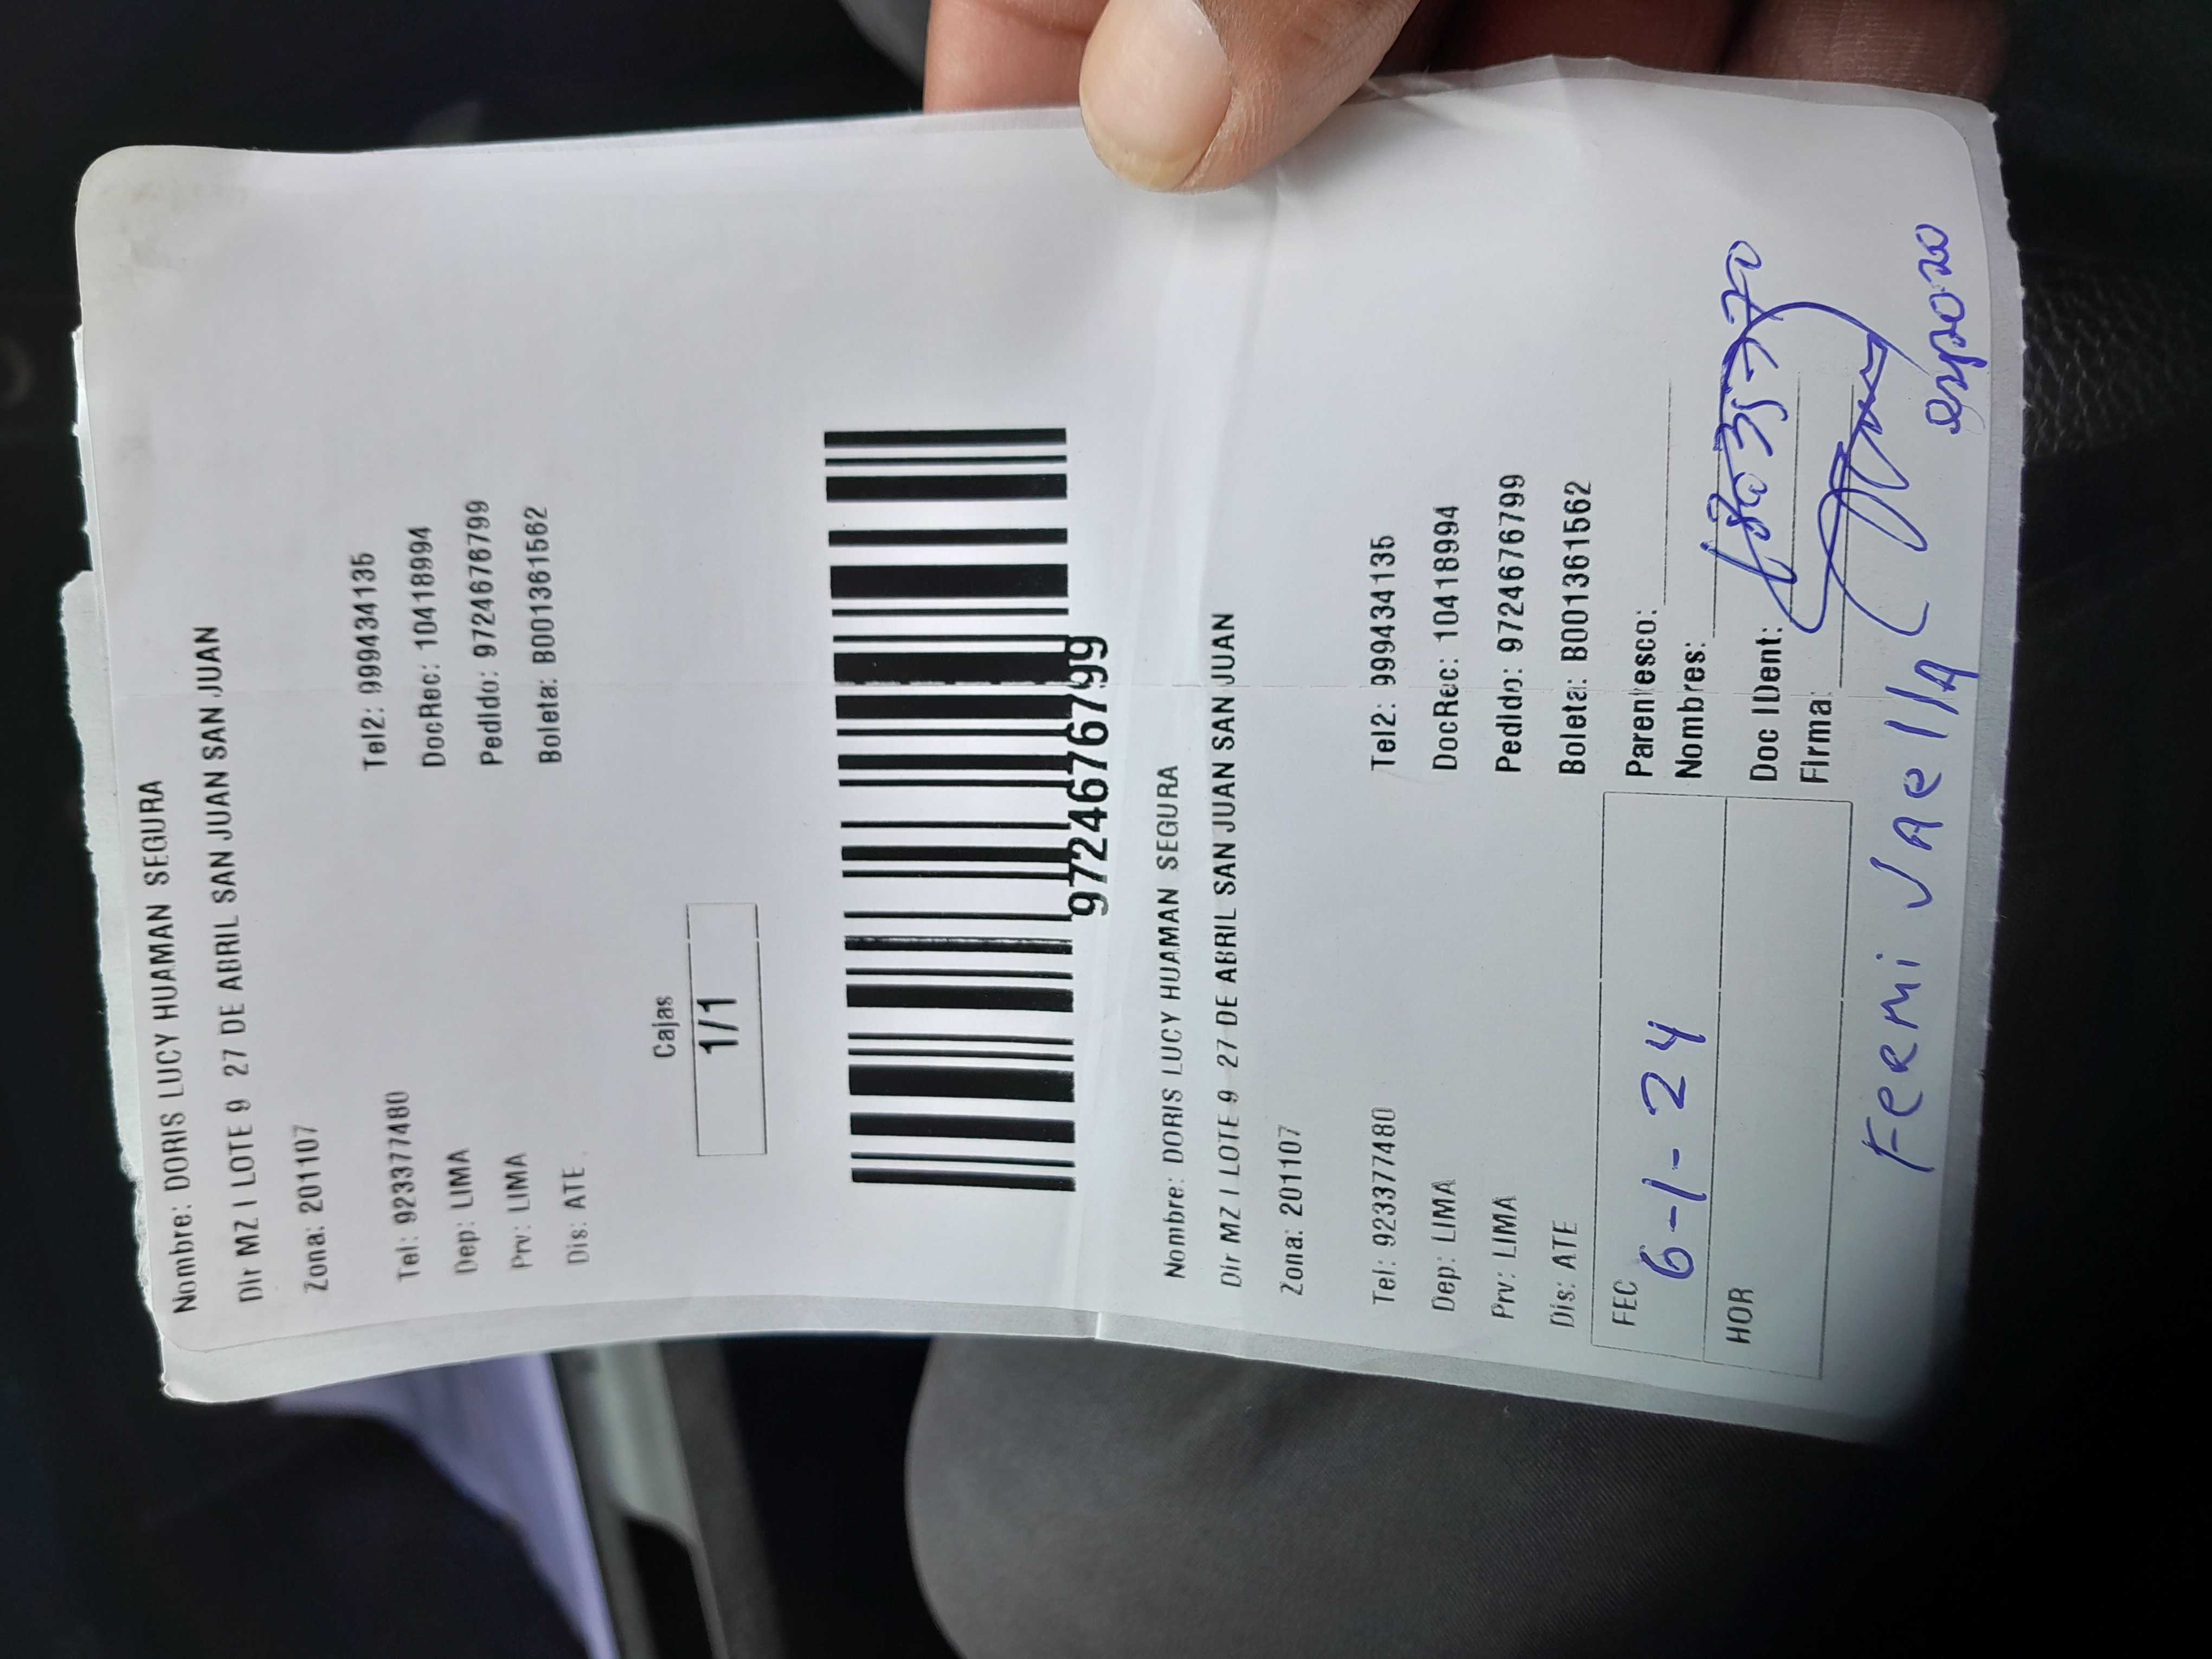 Nombre: DORIS LUCY HUAMAN SEGURA
Dir MZ I LOTE 9 27 DE ABRIL SAN JUAN SAN JUAN
Zona: 201107
Tel: 923377480 Tel2: 999434135
Dep: LIMA DocRec: 10418994
Prv: LIMA Pedido: 9724676799
Dis: ATE Boleta: B001361562
Cajas
1/1
9724676799
Nombre: DORIS LUCY HUAMAN SEGURA
Dir MZ I LOTE 9 27 DE ABRIL SAN JUAN SAN JUAN
Zona: 201107
Tel: 923377480 Tel2: 999434135
Dep: LIMA DocRec: 10418994
Prv: LIMA Pedido: 9724676799
Dis: ATE Boleta: B001361562
FEC Parentesco:
6-1-24 Nombres:
HOR Doc IDent:
Firma:
Fermi
esposo